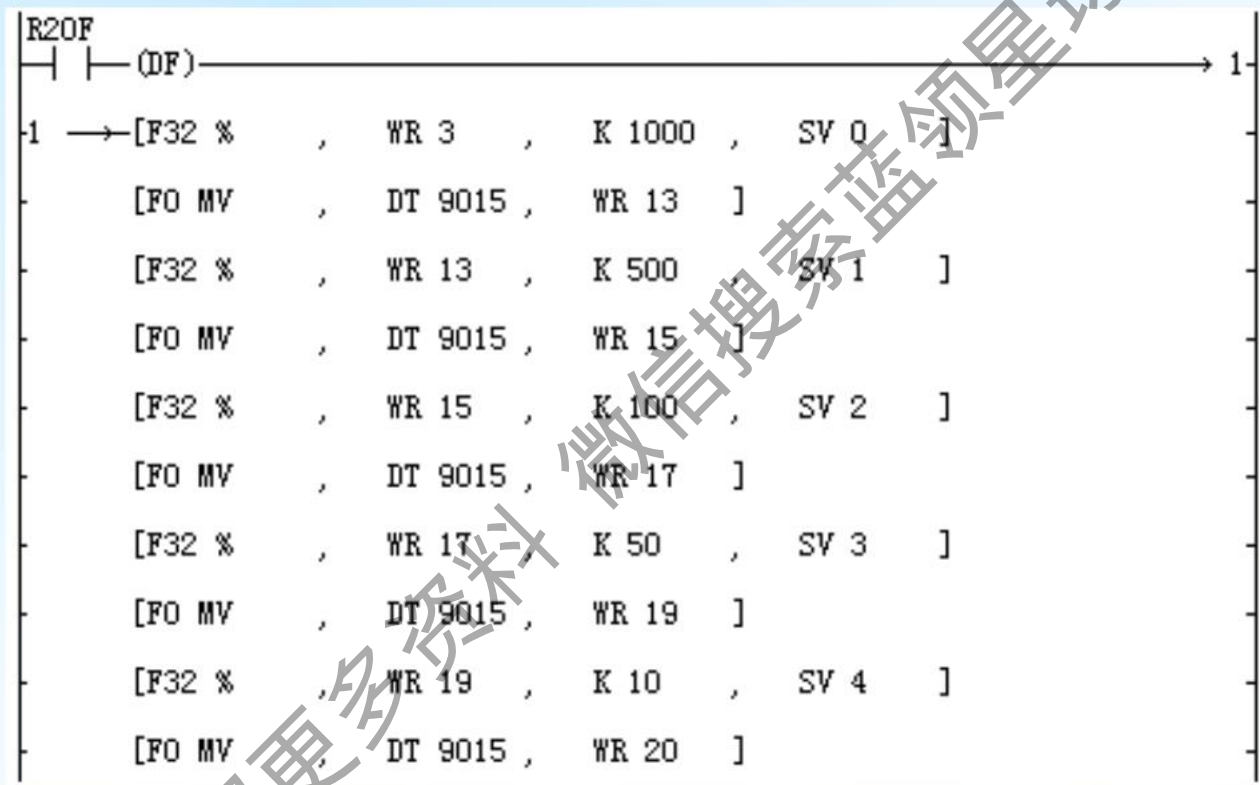 R20F
(DF) 1
1 [F32 % , WR 3 , K 1000 , SV 0 ]
[F0 MV , DT 9015 , WR 13 ]
[F32 % , WR 13 , K 500 , SV 1 ]
[F0 MV , DT 9015 , WR 15 ]
[F32 % , WR 15 , K 100 , SV 2 ]
[F0 MV , DT 9015 , WR 17 ]
[F32 % , WR 17 , K 50 , SV 3 ]
[F0 MV , DT 9015 , WR 19 ]
[F32 % , WR 19 , K 10 , SV 4 ]
[F0 MV , DT 9015 , WR 20 ]
更多资料 微信搜索蓝领星球